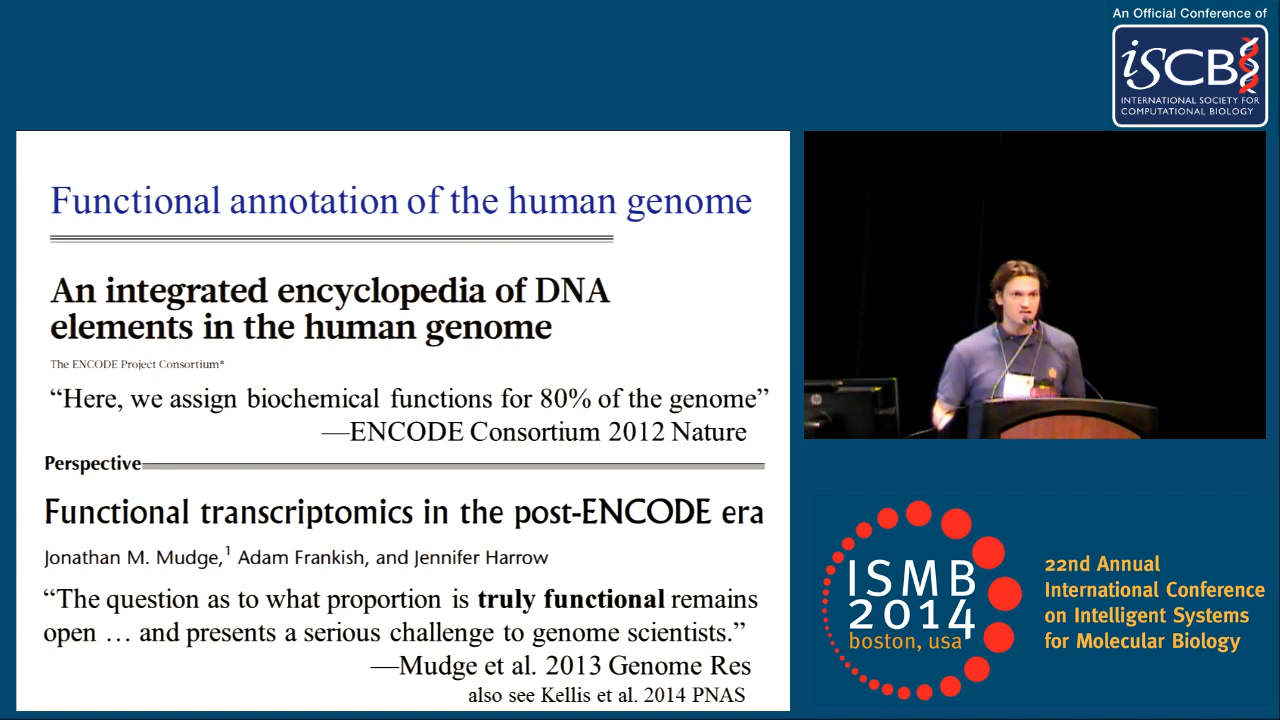 An Official Conference of
iSCB
INTERNATIONAL SOCIETY FOR
COMPUTATIONAL BIOLOGY
Functional annotation of the human genome
An integrated encyclopedia of DNA
elements in the human genome
The ENCODE Project Consortium*
“Here, we assign biochemical functions for 80% of the genome”
—ENCODE Consortium 2012 Nature
Perspective
Functional transcriptomics in the post-ENCODE era
Jonathan M. Mudge,1 Adam Frankish, and Jennifer Harrow
“The question as to what proportion is truly functional remains
open … and presents a serious challenge to genome scientists.”
—Mudge et al. 2013 Genome Res
also see Kellis et al. 2014 PNAS
hp
ISMB
2014
boston, usa
22nd Annual
International Conference
on Intelligent Systems
for Molecular Biology